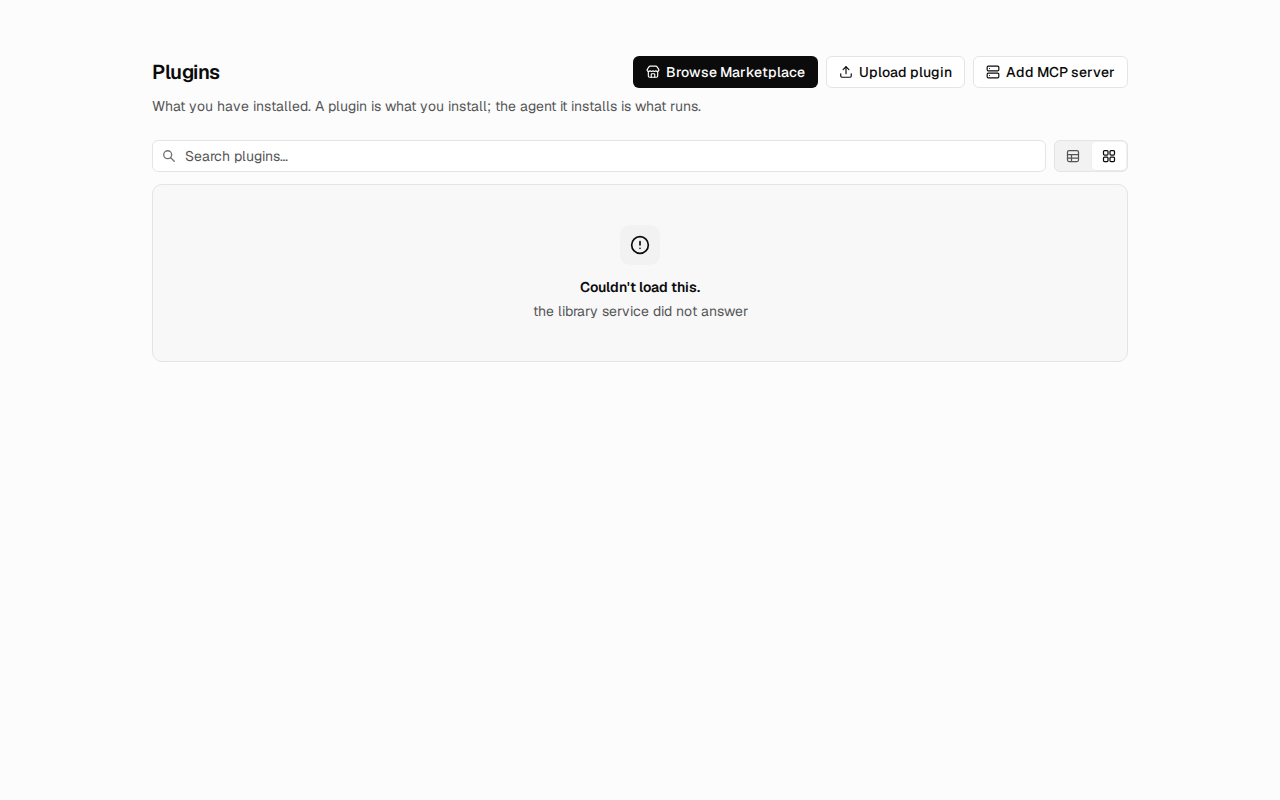 Plugins
Browse Marketplace
Upload plugin
Add MCP server
What you have installed. A plugin is what you install; the agent it installs is what runs.
Search plugins...
Couldn't load this.
the library service did not answer